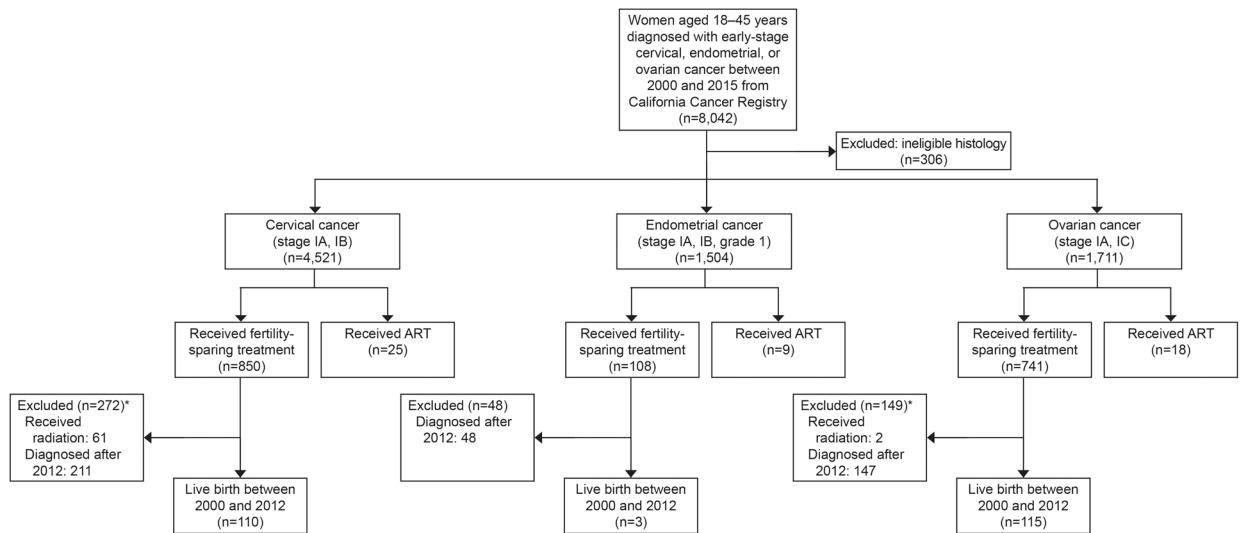 Women aged 18–45 years
diagnosed with early-stage
cervical, endometrial, or
ovarian cancer between
2000 and 2015 from
California Cancer Registry
(n=8,042)
Excluded: ineligible histology
(n=306)
Cervical cancer
(stage IA, IB)
(n=4,521)
Endometrial cancer
(stage IA, IB, grade 1)
(n=1,504)
Ovarian cancer
(stage IA, IC)
(n=1,711)
Received fertility-
sparing treatment
(n=850)
Received ART
(n=25)
Received fertility-
sparing treatment
(n=108)
Received ART
(n=9)
Received fertility-
sparing treatment
(n=741)
Received ART
(n=18)
Excluded (n=272)*
Received
radiation: 61
Diagnosed after
2012: 211
Excluded (n=48)
Diagnosed after
2012: 48
Excluded (n=149)*
Received
radiation: 2
Diagnosed after
2012: 147
Live birth between
2000 and 2012
(n=110)
Live birth between
2000 and 2012
(n=3)
Live birth between
2000 and 2012
(n=115)